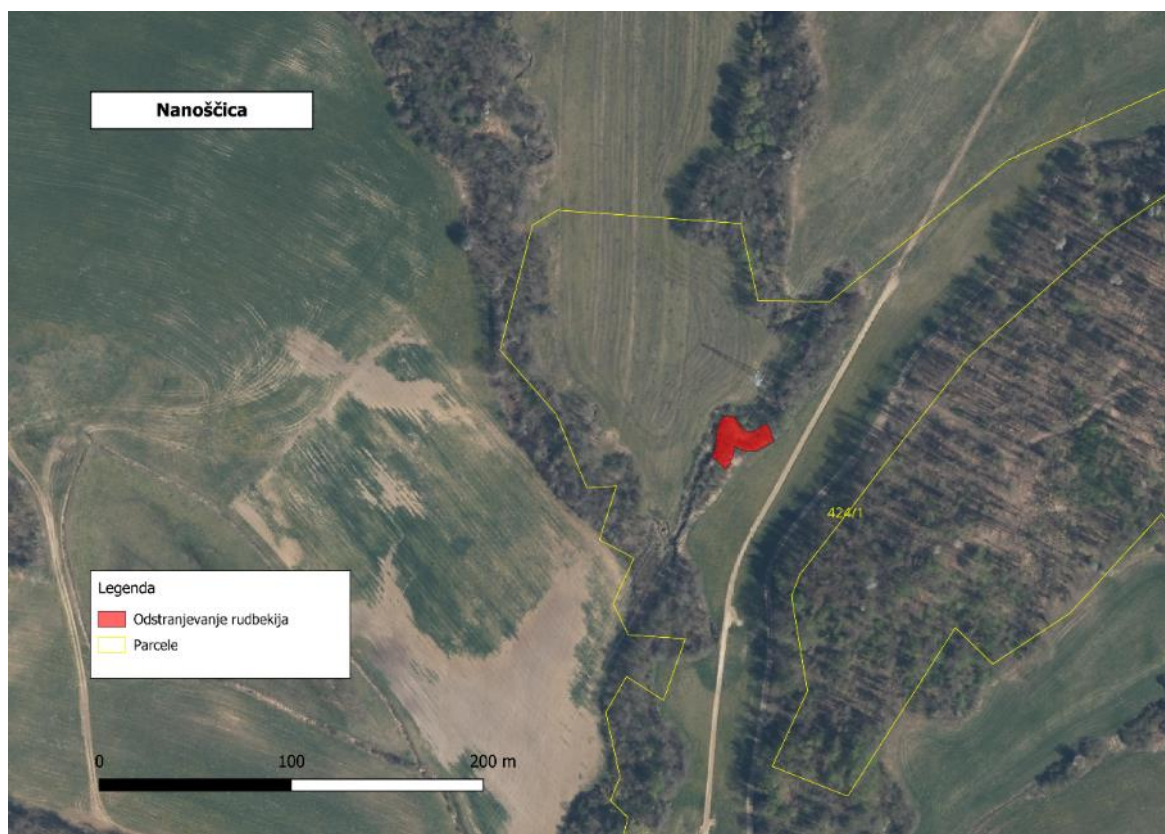 Nanoščica
424/1
Legenda
Odstranjevanje rudbekija
Parcele
0 100 200 m